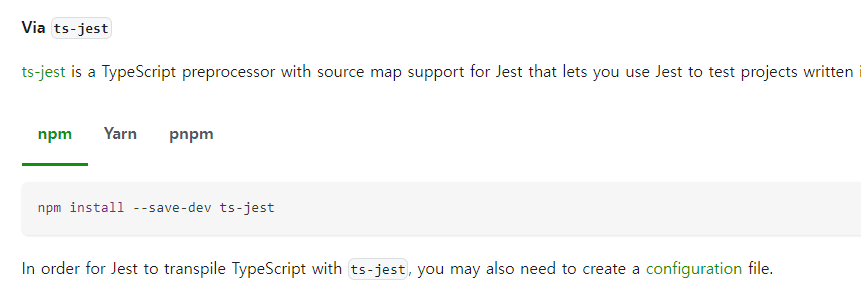 Via ts-jest
ts-jest is a TypeScript preprocessor with source map support for Jest that lets you use Jest to test projects written
npm Yarn pnpm
npm install --save-dev ts-jest
In order for Jest to transpile TypeScript with ts-jest, you may also need to create a configuration file.